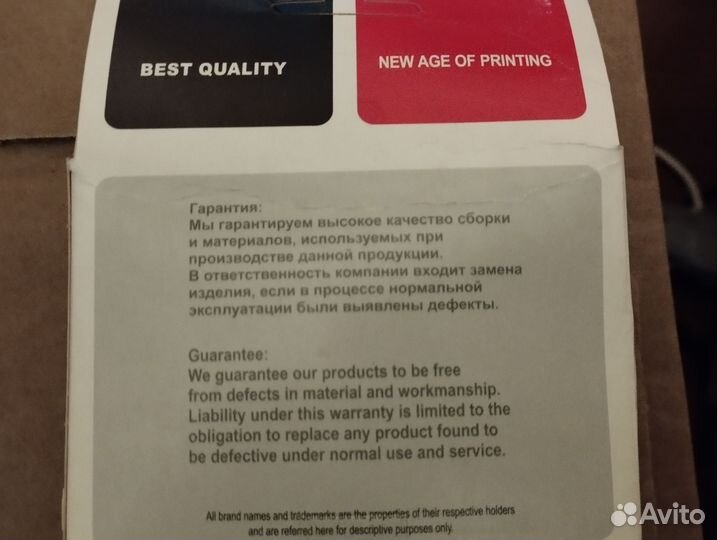 BEST QUALITY
NEW AGE OF PRINTING
Гарантия:
Мы гарантируем высокое качество сборки
и материалов, используемых при
производстве данной продукции.
В ответственность компании входит замена
изделия, если в процессе нормальной
эксплуатации были выявлены дефекты.
Guarantee:
We guarantee our products to be free
from defects in material and workmanship.
Liability under this warranty is limited to the
obligation to replace any product found to
be defective under normal use and service.
All brand names and trademarks are the properties of their respective holders
and are referred here for descriptive purposes only.
Avito